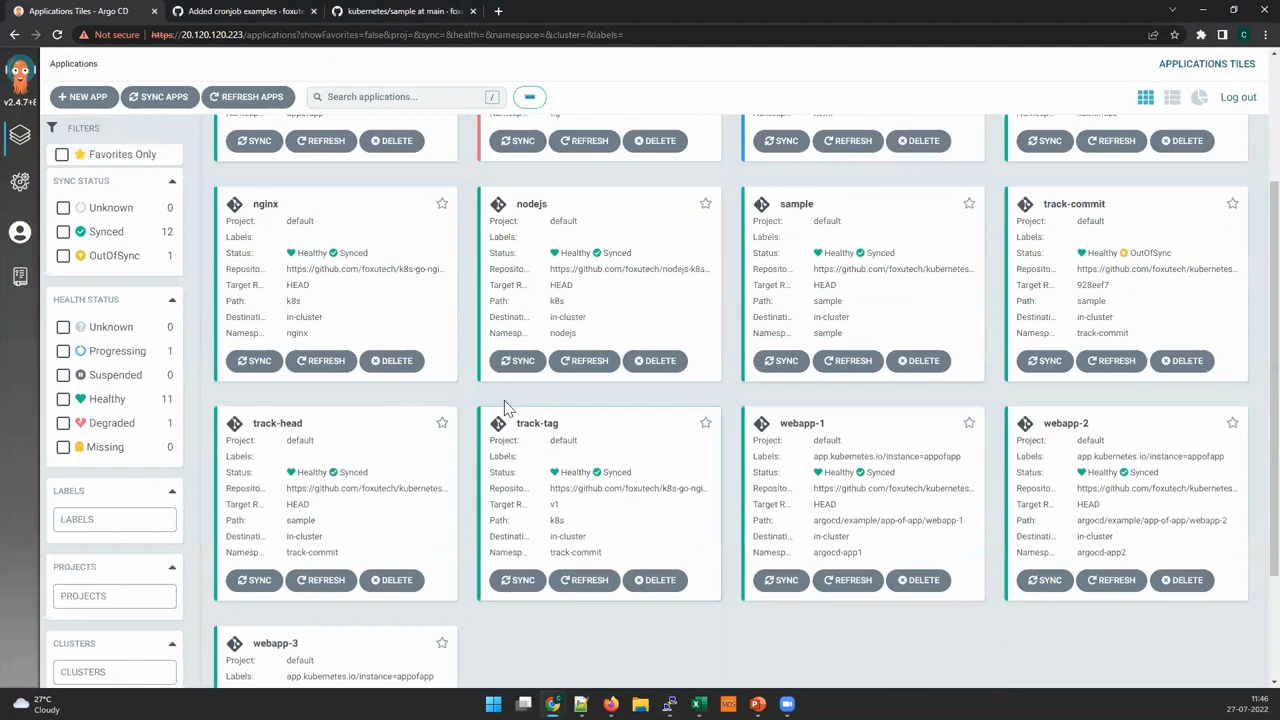 Applications Tiles - Argo CD
Added cronjob examples - foxute
kubernetes/sample at main · fox
Not secure
https://20.120.120.223/applications?showFavorites=false&proj=&sync=&health=&namespace=&cluster=&labels=
v2.4.7+8
Applications
APPLICATIONS TILES
NEW APP
SYNC APPS
REFRESH APPS
Search applications...
/
Log out
FILTERS
Favorites Only
SYNC STATUS
Unknown 0
Synced 12
OutOfSync 1
HEALTH STATUS
Unknown 0
Progressing 1
Suspended 0
Healthy 11
Degraded 1
Missing 0
LABELS
LABELS
PROJECTS
PROJECTS
CLUSTERS
CLUSTERS
SYNC REFRESH DELETE
SYNC REFRESH DELETE
SYNC REFRESH DELETE
SYNC REFRESH DELETE
nginx
Project: default
Labels:
Status: Healthy Synced
Reposito... https://github.com/foxutech/k8s-go-ngi...
Target R... HEAD
Path: k8s
Destinati... in-cluster
Namesp... nginx
SYNC REFRESH DELETE
nodejs
Project: default
Labels:
Status: Healthy Synced
Reposito... https://github.com/foxutech/nodejs-k8s...
Target R... HEAD
Path: k8s
Destinati... in-cluster
Namesp... nodejs
SYNC REFRESH DELETE
sample
Project: default
Labels:
Status: Healthy Synced
Reposito... https://github.com/foxutech/kubernetes...
Target R... HEAD
Path: sample
Destinati... in-cluster
Namesp... sample
SYNC REFRESH DELETE
track-commit
Project: default
Labels:
Status: Healthy OutOfSync
Reposito... https://github.com/foxutech/kubernetes...
Target R... 928eef7
Path: sample
Destinati... in-cluster
Namesp... track-commit
SYNC REFRESH DELETE
track-head
Project: default
Labels:
Status: Healthy Synced
Reposito... https://github.com/foxutech/kubernetes...
Target R... HEAD
Path: sample
Destinati... in-cluster
Namesp... track-commit
SYNC REFRESH DELETE
track-tag
Project: default
Labels:
Status: Healthy Synced
Reposito... https://github.com/foxutech/k8s-go-ngi...
Target R... v1
Path: k8s
Destinati... in-cluster
Namesp... track-commit
SYNC REFRESH DELETE
webapp-1
Project: default
Labels: app.kubernetes.io/instance=appofapp
Status: Healthy Synced
Reposito... https://github.com/foxutech/kubernetes...
Target R... HEAD
Path: argocd/example/app-of-app/webapp-1
Destinati... in-cluster
Namesp... argocd-app1
SYNC REFRESH DELETE
webapp-2
Project: default
Labels: app.kubernetes.io/instance=appofapp
Status: Healthy Synced
Reposito... https://github.com/foxutech/kubernetes...
Target R... HEAD
Path: argocd/example/app-of-app/webapp-2
Destinati... in-cluster
Namesp... argocd-app2
SYNC REFRESH DELETE
webapp-3
Project: default
Labels: app.kubernetes.io/instance=appofapp
27°C
Cloudy
11:46
27-07-2022